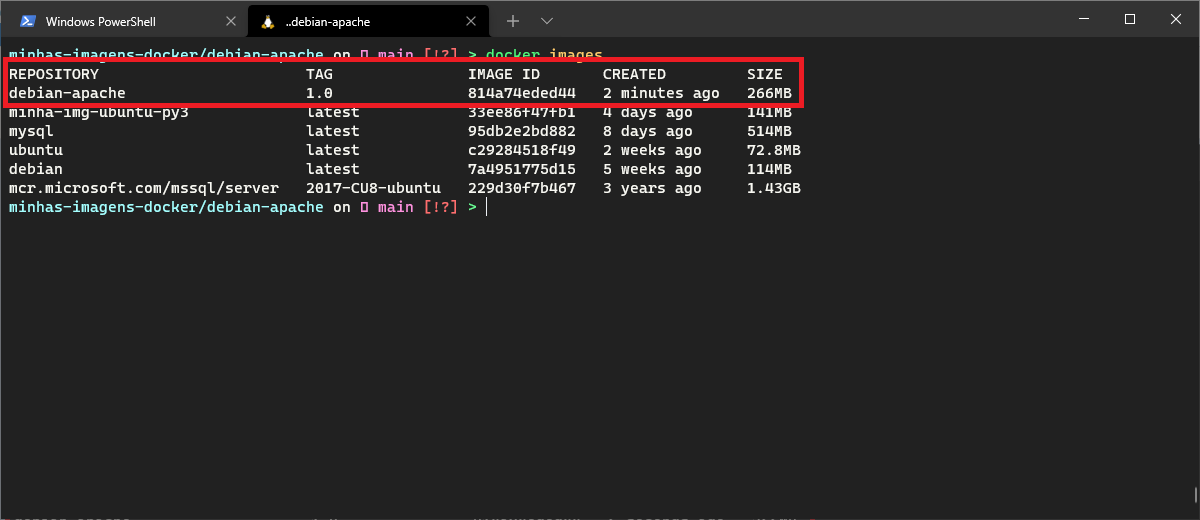 Windows PowerShell
..debian-apache
minhas-imagens-docker/debian-apache on main [!?] > docker images
REPOSITORY TAG IMAGE ID CREATED SIZE
debian-apache 1.0 814a74eded44 2 minutes ago 266MB
minha-img-ubuntu-py3 latest 33ee86f47fb1 4 days ago 141MB
mysql latest 95db2e2bd882 8 days ago 514MB
ubuntu latest c29284518f49 2 weeks ago 72.8MB
debian latest 7a4951775d15 5 weeks ago 114MB
mcr.microsoft.com/mssql/server 2017-CU8-ubuntu 229d30f7b467 3 years ago 1.43GB
minhas-imagens-docker/debian-apache on main [!?] >